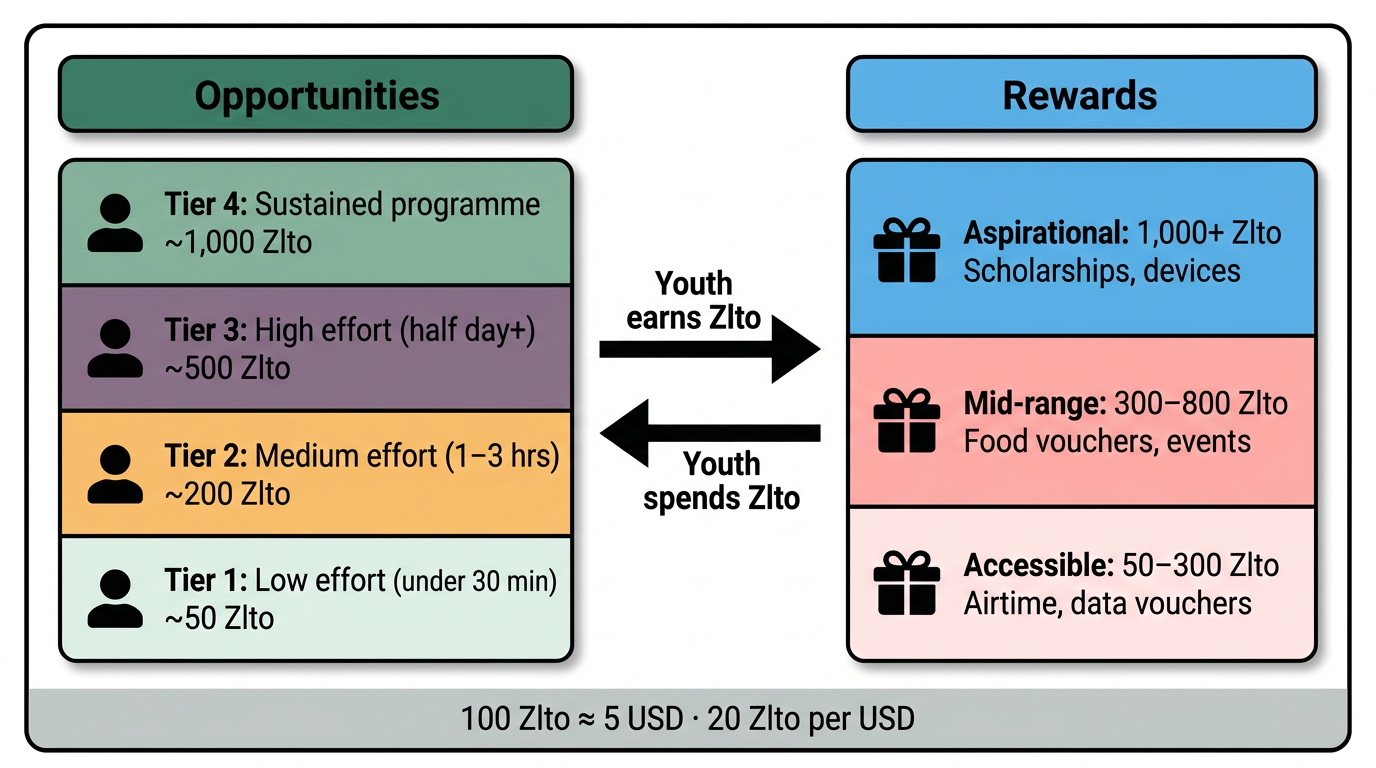 Opportunities
Tier 4: Sustained programme
~1,000 Zlto
Tier 3: High effort (half day+)
~500 Zlto
Tier 2: Medium effort (1–3 hrs)
~200 Zlto
Tier 1: Low effort (under 30 min)
~50 Zlto
Youth
earns Zlto
Youth
spends Zlto
Rewards
Aspirational: 1,000+ Zlto
Scholarships, devices
Mid-range: 300–800 Zlto
Food vouchers, events
Accessible: 50–300 Zlto
Airtime, data vouchers
100 Zlto ≈ 5 USD · 20 Zlto per USD